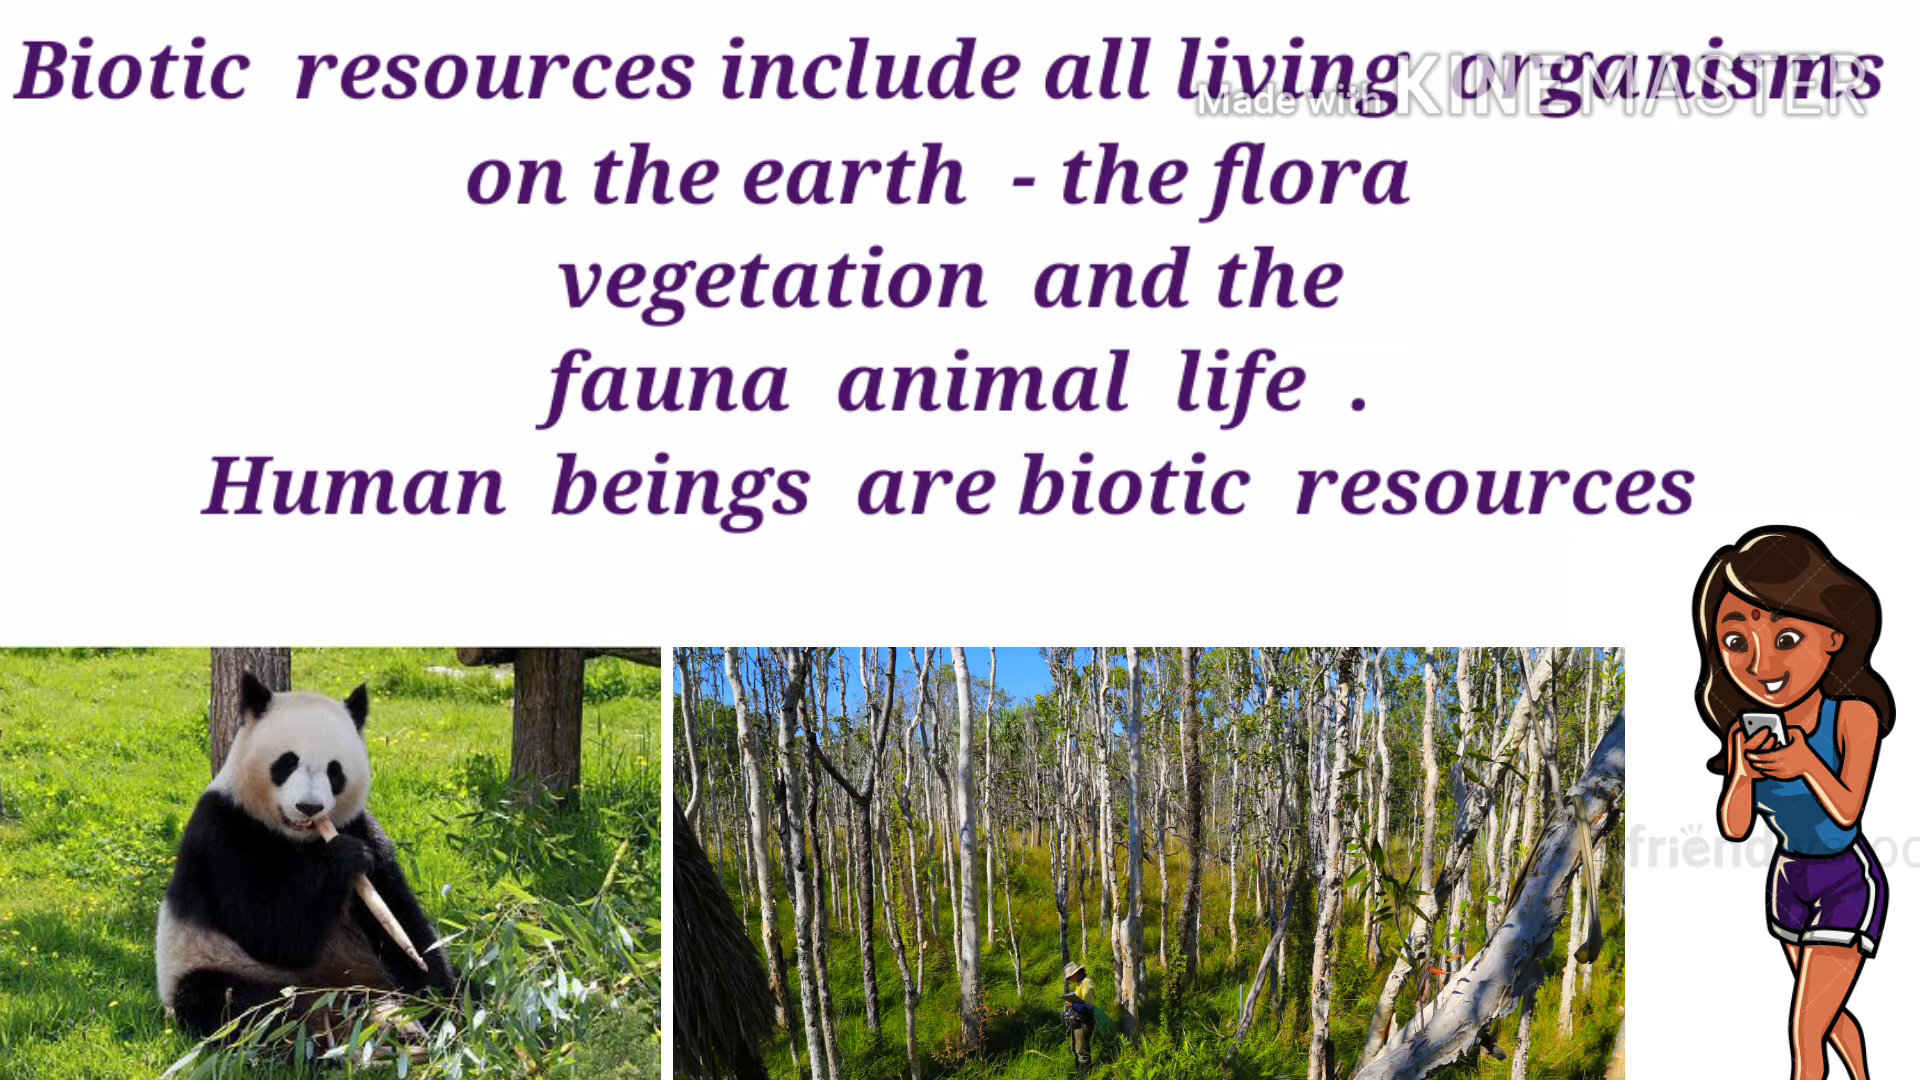 Biotic resources include all living organisms
Made with KINEMASTER
on the earth - the flora
vegetation and the
fauna animal life .
Human beings are biotic resources